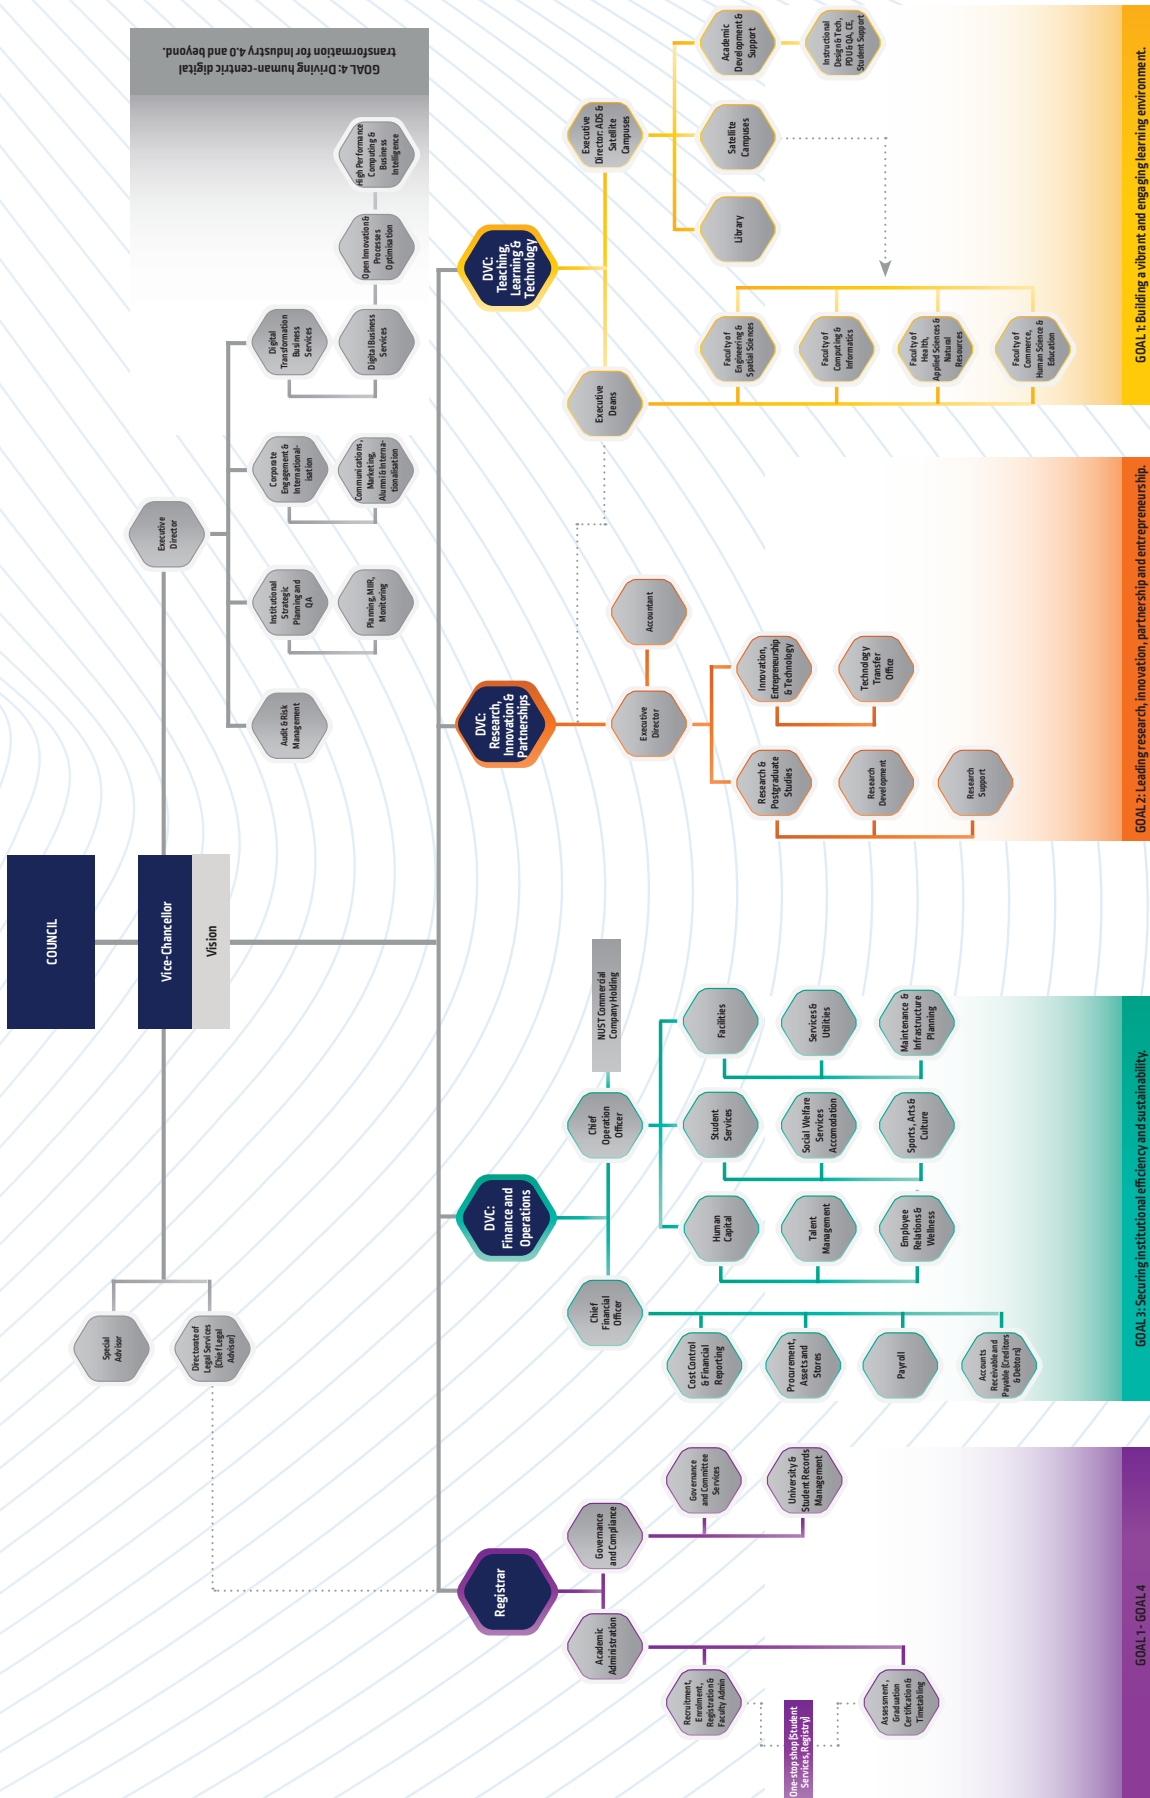 COUNCIL
Vice-Chancellor
Vision
Special
Advisor
Directorate of
Legal Services
(Chief Legal
Advisor)
Executive
Director
Audit & Risk
Management
Institutional
Strategic
Planning and
QA
Planning, MIIR,
Monitoring
Corporate
Engagement &
International-
isation
Communications,
Marketing,
Alumni & Interna-
tionalisation
Digital
Transformation
Business
Services
Digital Business
Services
Open Innovation &
Processes
Optimisation
High Performance
Computing &
Business
Intelligence
GOAL 4: Driving human-centric digital
transformation for Industry 4.0 and beyond.
Registrar
Academic
Administration
Governance
and Compliance
Recruitment,
Enrolment,
Registration &
Faculty Admin
Assessment,
Graduation
Certification &
Timetabling
One-stop shop (Student
Services, Registry)
Governance
and Committee
Services
University &
Student Records
Management
GOAL 1 - GOAL 4
DVC:
Finance and
Operations
Chief
Financial
Officer
Chief
Operation
Officer
NUST Commercial
Company Holding
Cost Control
& Financial
Reporting
Procurement,
Assets and
Stores
Payroll
Accounts
Receivable and
Payable (Creditors
& Debtors)
Human
Capital
Talent
Management
Employee
Relations &
Wellness
Student
Services
Social Welfare
Services
Accomodation
Sports, Arts &
Culture
Facilities
Services &
Utilities
Maintenance &
Infrastructure
Planning
GOAL 3: Securing institutional efficiency and sustainability.
DVC:
Research,
Innovation &
Partnerships
Executive
Director
Accountant
Research &
Postgraduate
Studies
Research
Development
Research
Support
Innovation,
Entrepreneurship
& Technology
Technology
Transfer
Office
GOAL 2: Leading research, innovation, partnership and entrepreneurship.
DVC:
Teaching,
Learning &
Technology
Executive
Deans
Executive
Director: ADS &
Satellite
Campuses
Faculty of
Engineering &
Spatial Sciences
Faculty of
Computing &
Informatics
Faculty of
Health,
Applied Sciences &
Natural
Resources
Faculty of
Commerce,
Human Science &
Education
Library
Satellite
Campuses
Academic
Development &
Support
Instructional
Design & Tech,
PDU & QA, CE,
Student Support
GOAL 1: Building a vibrant and engaging learning environment.